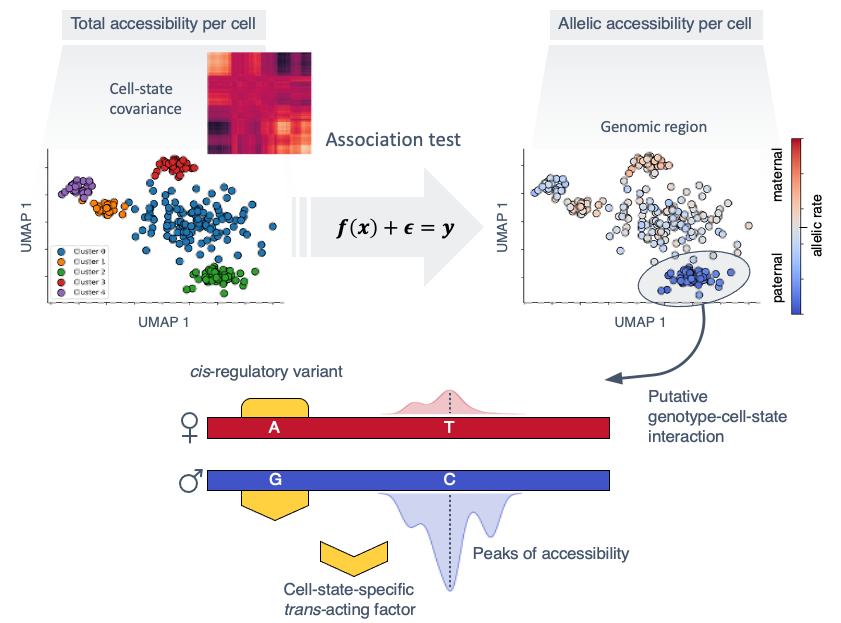 Total accessibility per cell
Allelic accessibility per cell
Cell-state
covariance
Association test
Genomic region
f(x) + ϵ = y
UMAP 1
Cluster 0
Cluster 1
Cluster 2
Cluster 3
Cluster 4
UMAP 1
UMAP 1
UMAP 1
maternal
paternal
allelic rate
cis-regulatory variant
Putative
genotype-cell-state
interaction
♀
A T
♂
G C
Peaks of accessibility
Cell-state-specific
trans-acting factor